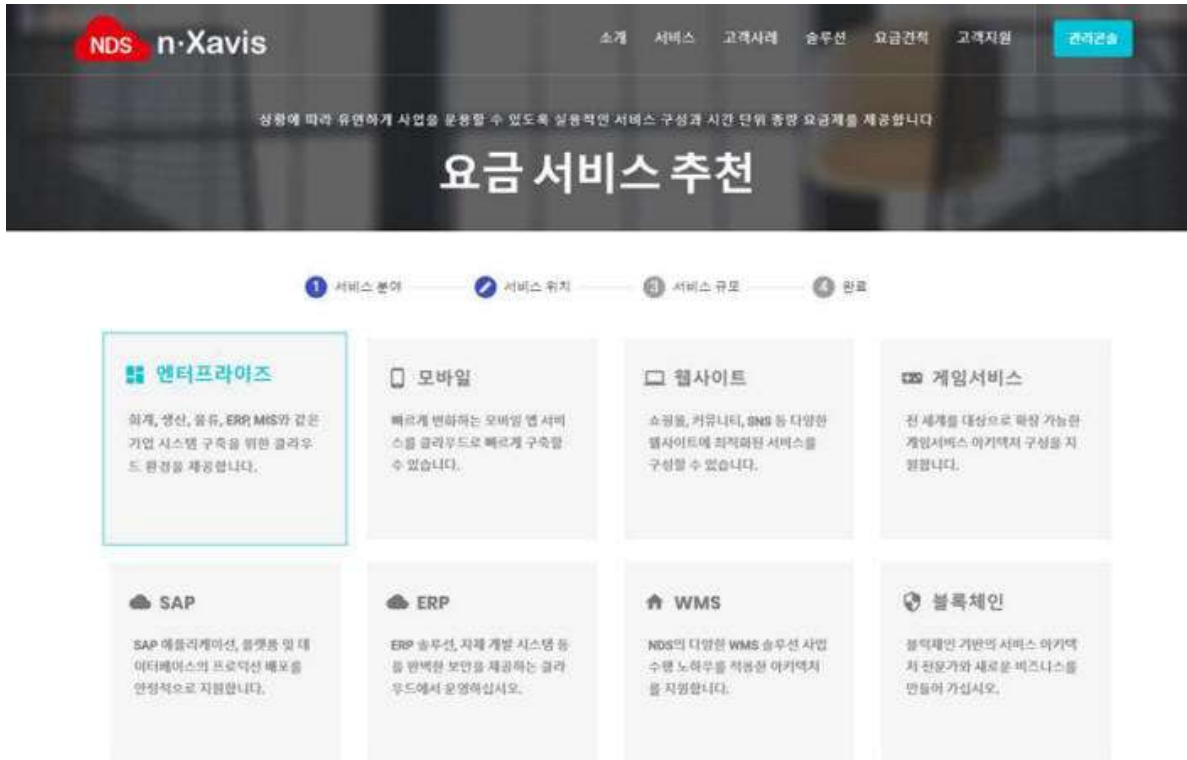 NDS n·Xavis
소개 서비스 고객사례 솔루션 요금견적 고객지원 관리콘솔
상황에 따라 유연하게 사업을 운용할 수 있도록 실용적인 서비스 구성과 시간 단위 종량 요금제를 제공합니다
요금 서비스 추천
1 서비스 분야 서비스 위치 3 서비스 규모 4 완료
엔터프라이즈
회계, 생산, 물류, ERP, MIS와 같은
기업 시스템 구축을 위한 클라우
드 환경을 제공합니다.
모바일
빠르게 변화하는 모바일 앱 서비
스를 클라우드로 빠르게 구축할
수 있습니다.
웹사이트
쇼핑몰, 커뮤니티, SNS 등 다양한
웹사이트에 최적화된 서비스를
구성할 수 있습니다.
게임서비스
전 세계를 대상으로 확장 가능한
게임서비스 아키텍처 구성을 지
원합니다.
SAP
SAP 애플리케이션, 플랫폼 및 데
이터베이스의 프로덕션 배포를
안정적으로 지원합니다.
ERP
ERP 솔루션, 자체 개발 시스템 등
을 완벽한 보안을 제공하는 클라
우드에서 운영하십시오.
WMS
NDS의 다양한 WMS 솔루션 사업
수행 노하우를 적용한 아키텍처
를 지원합니다.
블록체인
블럭체인 기반의 서비스 아키텍
처 전문가와 새로운 비즈니스를
만들어 가십시오.